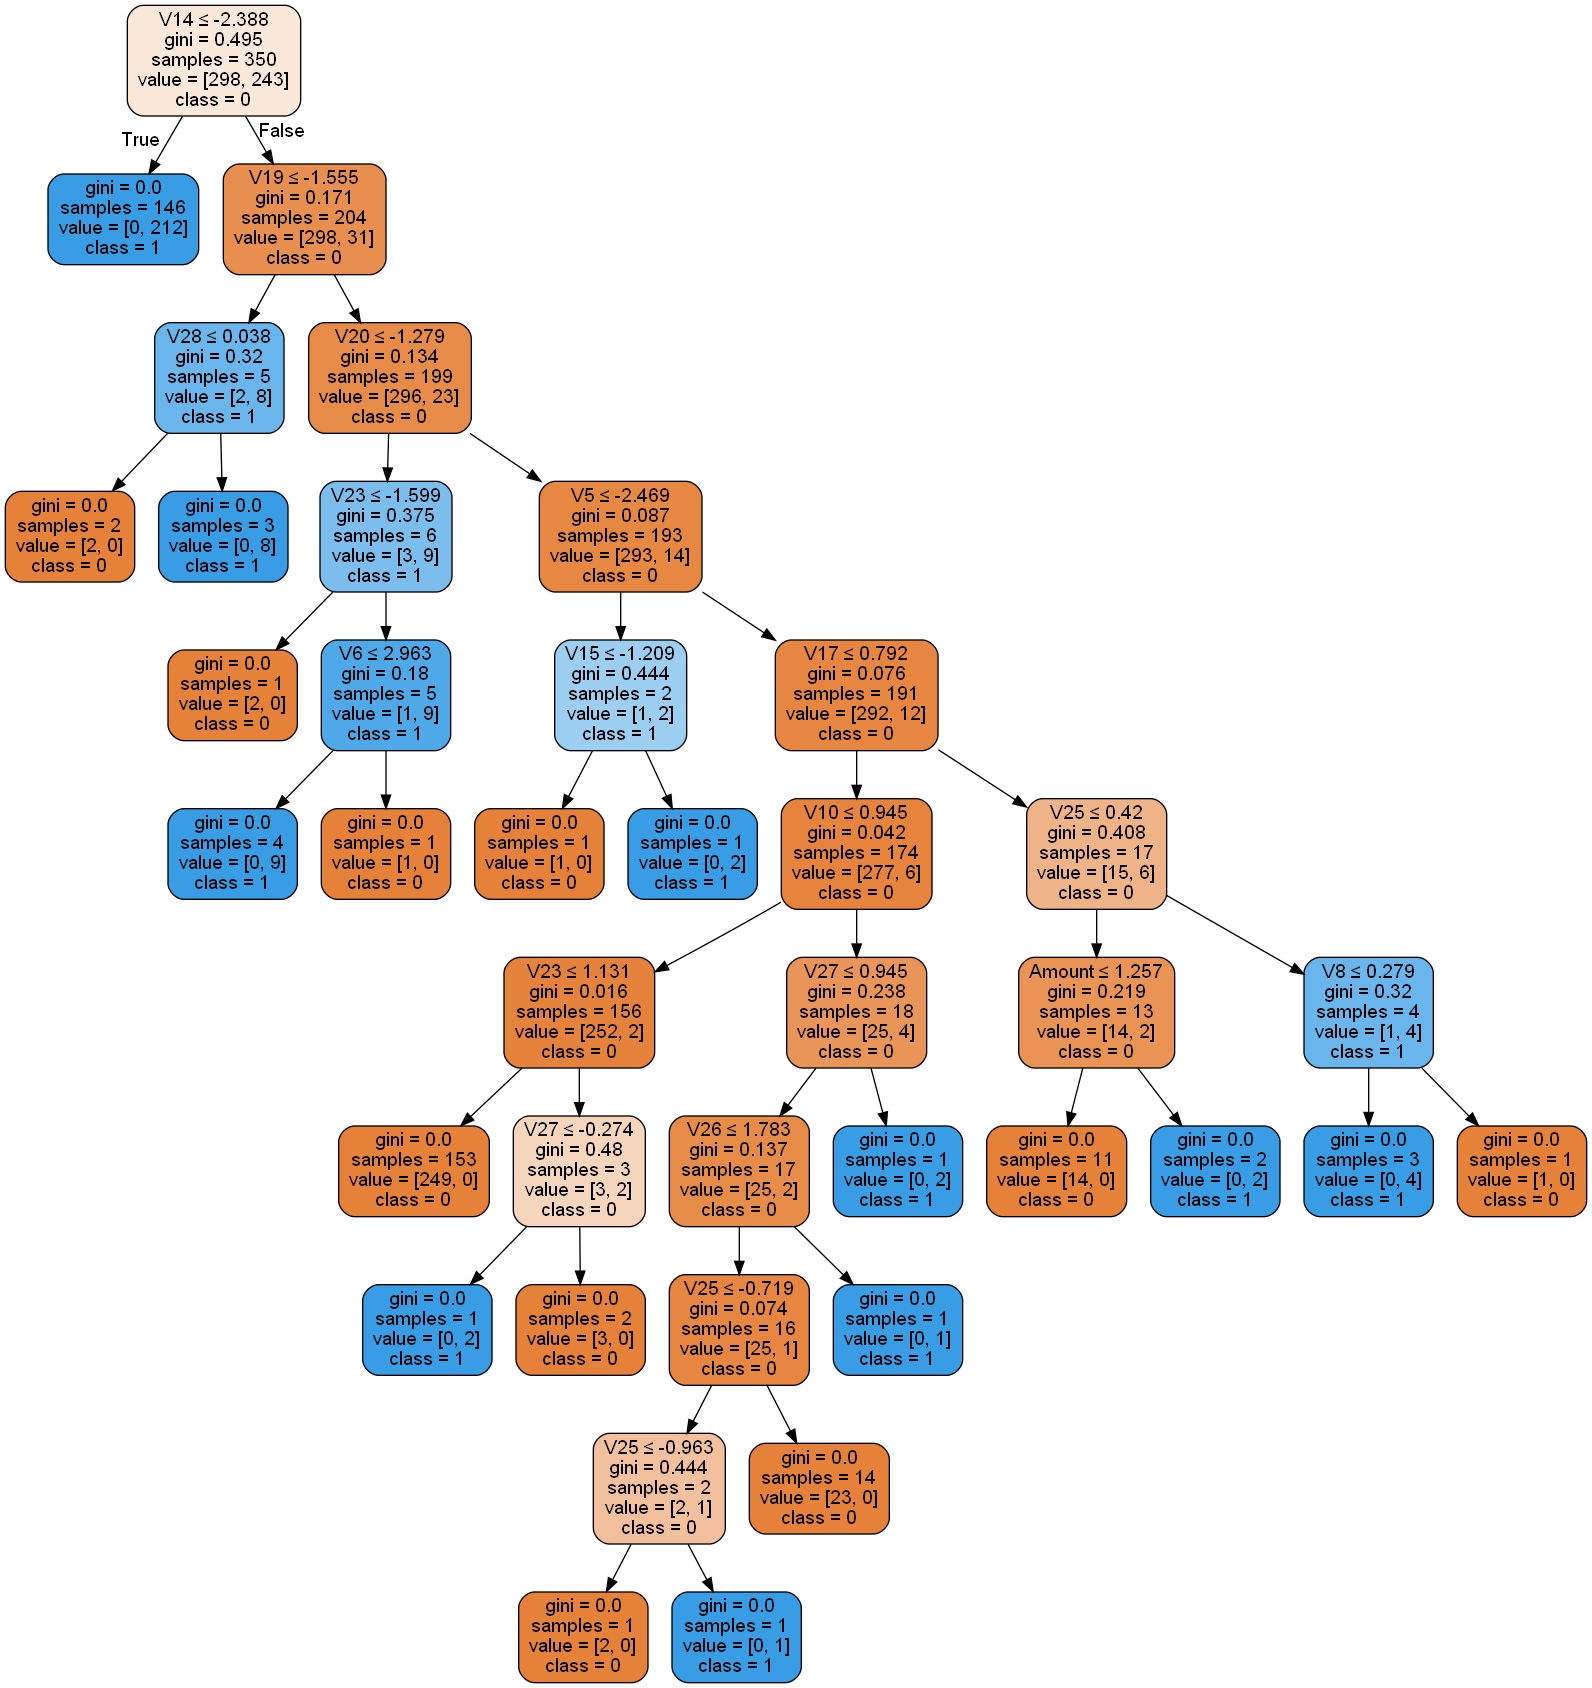 V14 ≤ -2.388
gini = 0.495
samples = 350
value = [298, 243]
class = 0
True
False
gini = 0.0
samples = 146
value = [0, 212]
class = 1
V19 ≤ -1.555
gini = 0.171
samples = 204
value = [298, 31]
class = 0
V28 ≤ 0.038
gini = 0.32
samples = 5
value = [2, 8]
class = 1
V20 ≤ -1.279
gini = 0.134
samples = 199
value = [296, 23]
class = 0
gini = 0.0
samples = 2
value = [2, 0]
class = 0
gini = 0.0
samples = 3
value = [0, 8]
class = 1
V23 ≤ -1.599
gini = 0.375
samples = 6
value = [3, 9]
class = 1
V5 ≤ -2.469
gini = 0.087
samples = 193
value = [293, 14]
class = 0
gini = 0.0
samples = 1
value = [2, 0]
class = 0
V6 ≤ 2.963
gini = 0.18
samples = 5
value = [1, 9]
class = 1
V15 ≤ -1.209
gini = 0.444
samples = 2
value = [1, 2]
class = 1
V17 ≤ 0.792
gini = 0.076
samples = 191
value = [292, 12]
class = 0
gini = 0.0
samples = 4
value = [0, 9]
class = 1
gini = 0.0
samples = 1
value = [1, 0]
class = 0
gini = 0.0
samples = 1
value = [1, 0]
class = 0
gini = 0.0
samples = 1
value = [0, 2]
class = 1
V10 ≤ 0.945
gini = 0.042
samples = 174
value = [277, 6]
class = 0
V25 ≤ 0.42
gini = 0.408
samples = 17
value = [15, 6]
class = 0
V23 ≤ 1.131
gini = 0.016
samples = 156
value = [252, 2]
class = 0
V27 ≤ 0.945
gini = 0.238
samples = 18
value = [25, 4]
class = 0
Amount ≤ 1.257
gini = 0.219
samples = 13
value = [14, 2]
class = 0
V8 ≤ 0.279
gini = 0.32
samples = 4
value = [1, 4]
class = 1
gini = 0.0
samples = 153
value = [249, 0]
class = 0
V27 ≤ -0.274
gini = 0.48
samples = 3
value = [3, 2]
class = 0
V26 ≤ 1.783
gini = 0.137
samples = 17
value = [25, 2]
class = 0
gini = 0.0
samples = 1
value = [0, 2]
class = 1
gini = 0.0
samples = 11
value = [14, 0]
class = 0
gini = 0.0
samples = 2
value = [0, 2]
class = 1
gini = 0.0
samples = 3
value = [0, 4]
class = 1
gini = 0.0
samples = 1
value = [1, 0]
class = 0
gini = 0.0
samples = 1
value = [0, 2]
class = 1
gini = 0.0
samples = 2
value = [3, 0]
class = 0
V25 ≤ -0.719
gini = 0.074
samples = 16
value = [25, 1]
class = 0
gini = 0.0
samples = 1
value = [0, 1]
class = 1
V25 ≤ -0.963
gini = 0.444
samples = 2
value = [2, 1]
class = 0
gini = 0.0
samples = 14
value = [23, 0]
class = 0
gini = 0.0
samples = 1
value = [2, 0]
class = 0
gini = 0.0
samples = 1
value = [0, 1]
class = 1